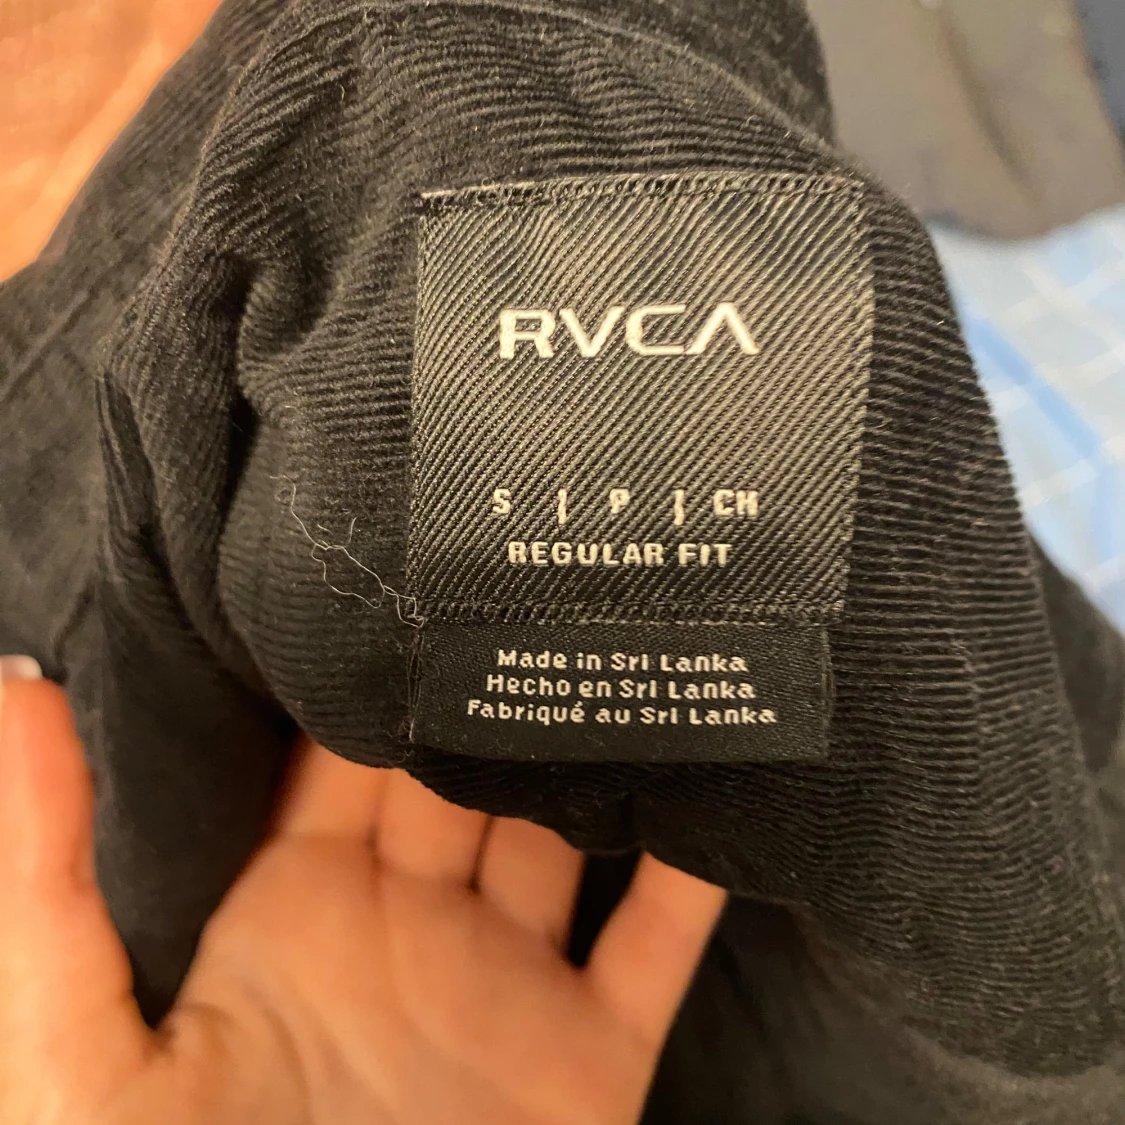 RVCA
S | P | CH
REGULAR FIT
Made in Sri Lanka
Hecho en Sri Lanka
Fabriqué au Sri Lanka